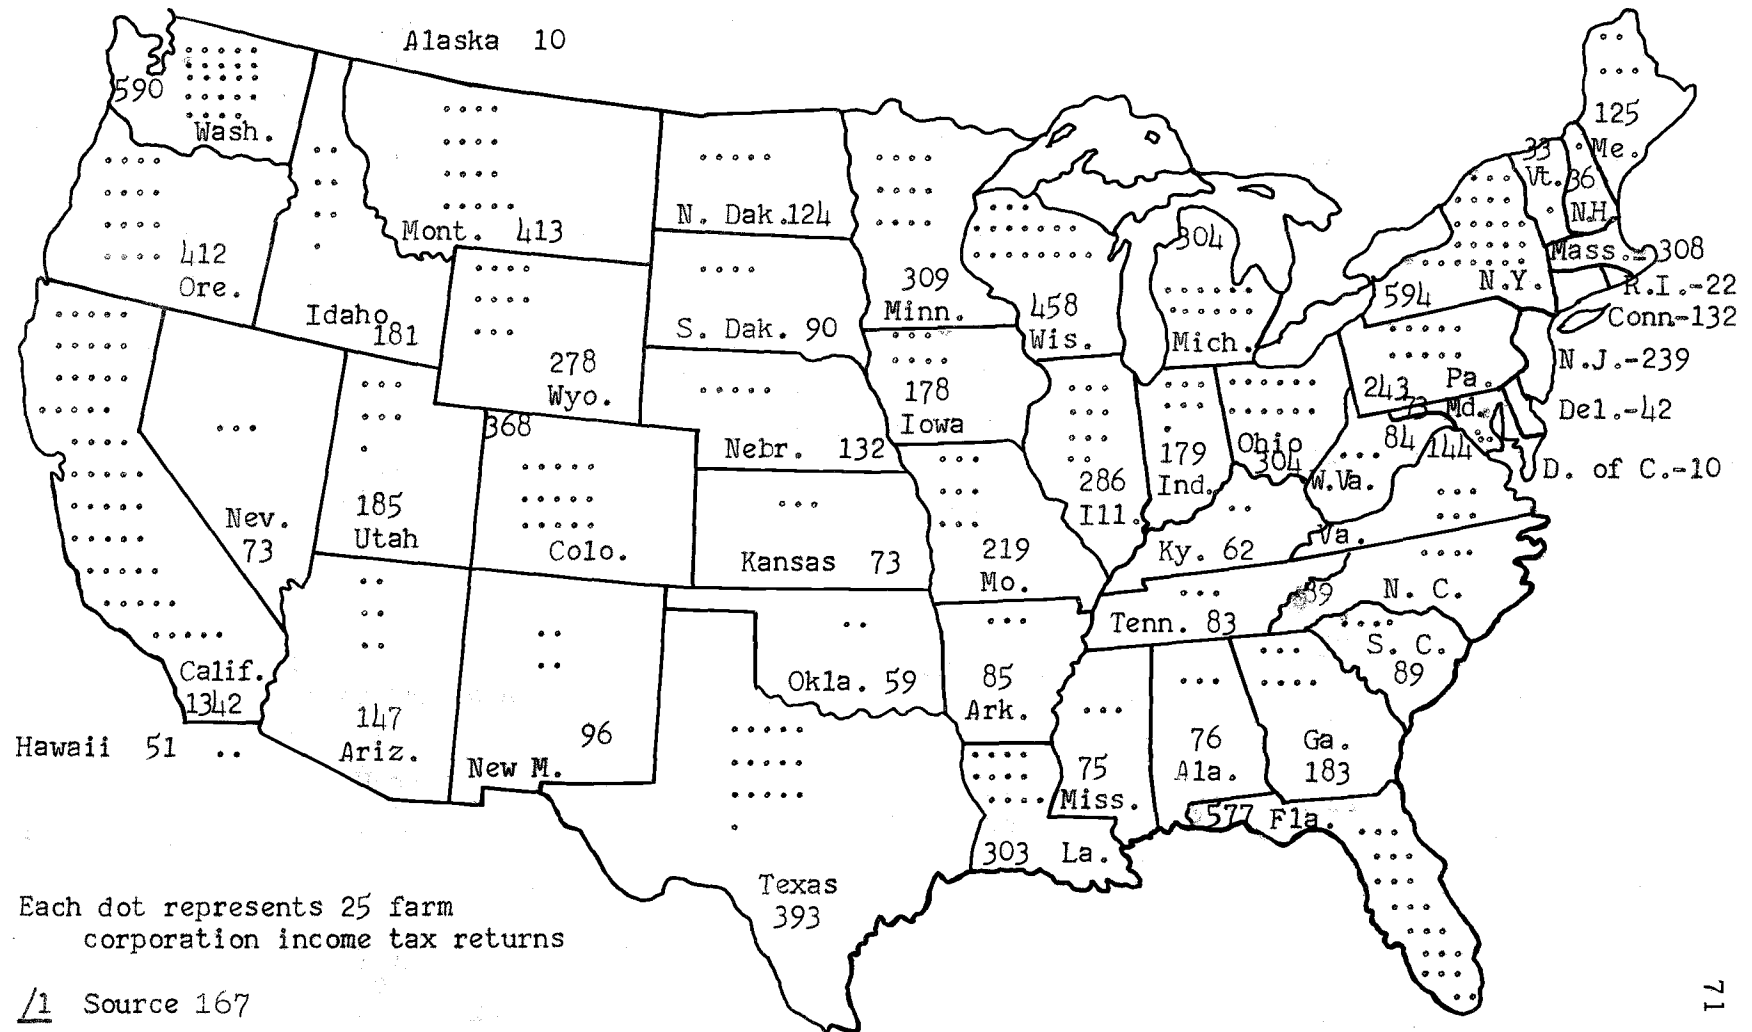 Alaska 10
590
Wash.
412
Ore.
Idaho
181
Mont. 413
278
Wyo.
N. Dak.124
S. Dak. 90
Nebr. 132
Kansas 73
309
Minn.
178
Iowa
458
Wis.
304
Mich.
286
Ill.
179
Ind.
Ohio
304
125
Me.
33
Vt.
36
N.H.
Mass.-308
R.I.-22
Conn-132
N.J.-239
Del.-42
D. of C.-10
594
N.Y.
243
Pa.
73
Md.
84
W.Va.
144
Va.
Ky. 62
Tenn. 83
89
N. C.
S. C.
89
Ga.
183
76
Ala.
75
Miss.
577 Fla.
303 La.
85
Ark.
219
Mo.
Okla. 59
Texas
393
96
New M.
147
Ariz.
368
Colo.
185
Utah
Nev.
73
Calif.
1342
Hawaii 51
Each dot represents 25 farm
corporation income tax returns
/1 Source 167
71